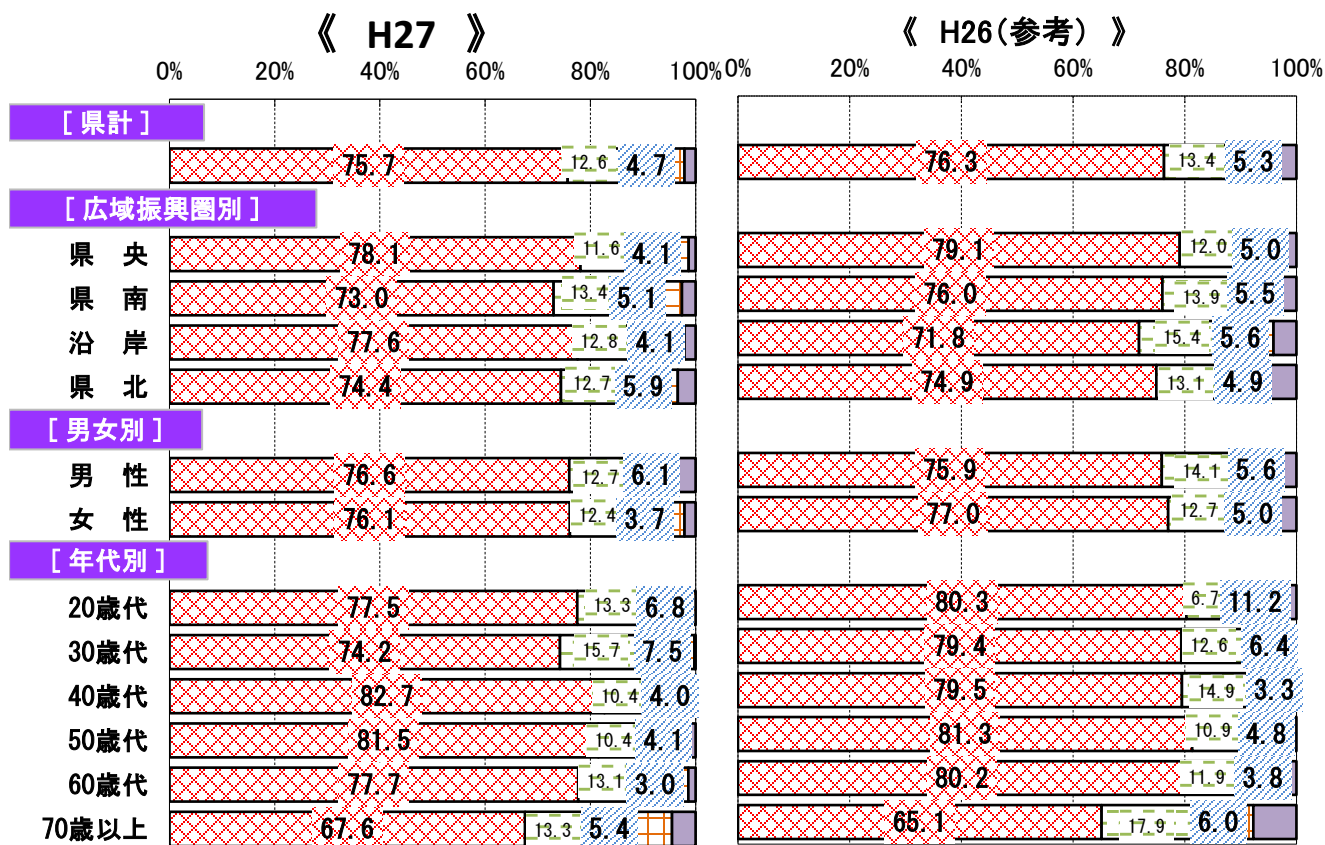 《 H27 》 《 H26(参考) 》
0% 20% 40% 60% 80% 100% 0% 20% 40% 60% 80% 100%
[ 県計 ]
75.7 12.6 4.7 76.3 13.4 5.3
[ 広域振興圏別 ]
県 央 78.1 11.6 4.1 79.1 12.0 5.0
県 南 73.0 13.4 5.1 76.0 13.9 5.5
沿 岸 77.6 12.8 4.1 71.8 15.4 5.6
県 北 74.4 12.7 5.9 74.9 13.1 4.9
[ 男女別 ]
男 性 76.6 12.7 6.1 75.9 14.1 5.6
女 性 76.1 12.4 3.7 77.0 12.7 5.0
[ 年代別 ]
20歳代 77.5 13.3 6.8 80.3 6.7 11.2
30歳代 74.2 15.7 7.5 79.4 12.6 6.4
40歳代 82.7 10.4 4.0 79.5 14.9 3.3
50歳代 81.5 10.4 4.1 81.3 10.9 4.8
60歳代 77.7 13.1 3.0 80.2 11.9 3.8
70歳以上 67.6 13.3 5.4 65.1 17.9 6.0